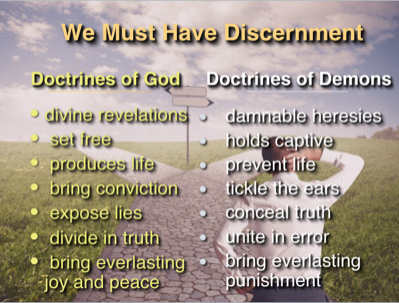 We Must Have Discernment
Doctrines of God
• divine revelations
• set free
• produces life
• bring conviction
• expose lies
• divide in truth
• bring everlasting
joy and peace
Doctrines of Demons
• damnable heresies
• holds captive
• prevent life
• tickle the ears
• conceal truth
• unite in error
• bring everlasting
punishment